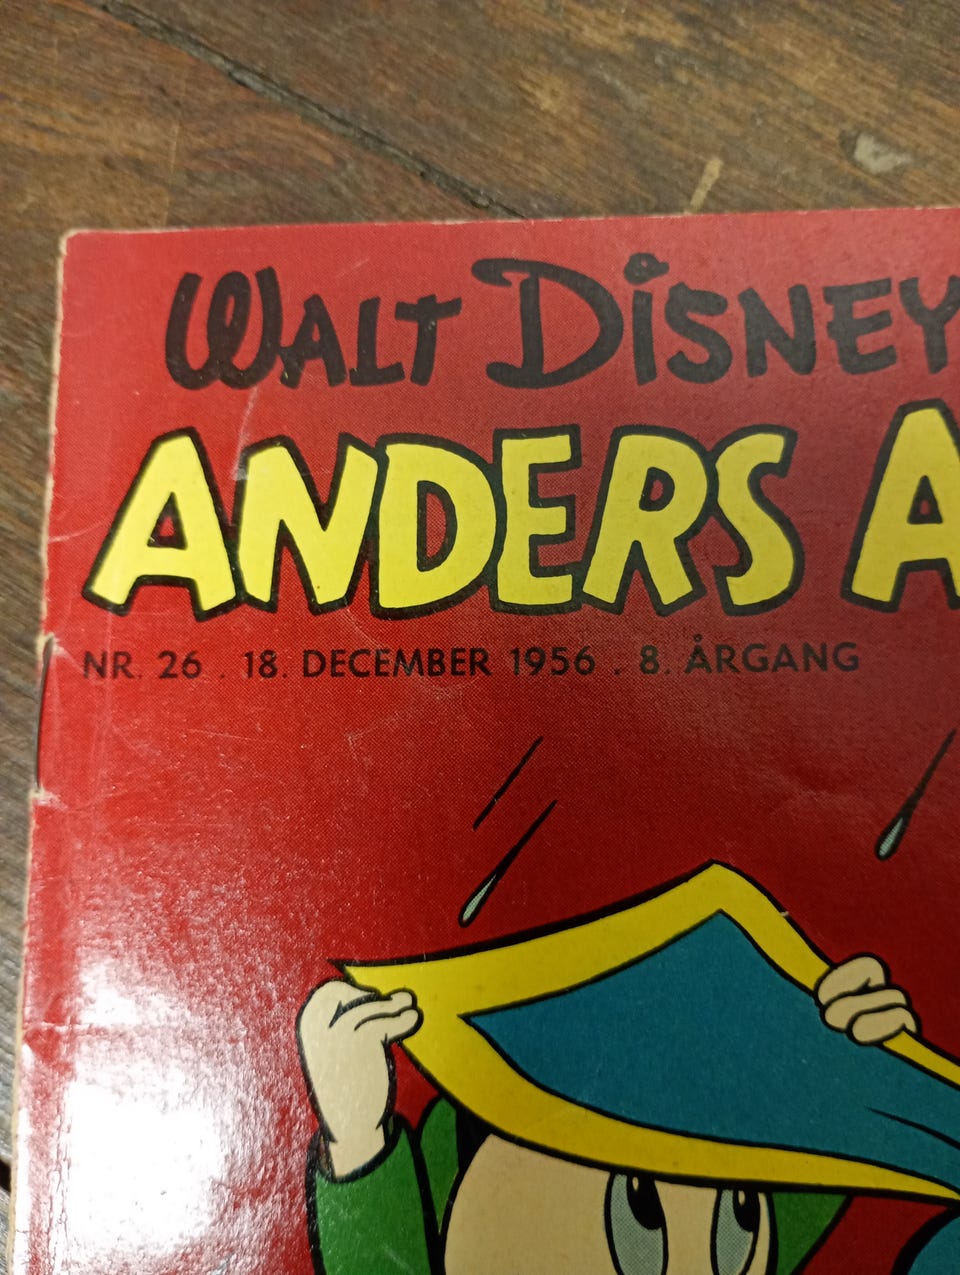 WALT DISNEY
ANDERS A
NR. 26 . 18. DECEMBER 1956 . 8. ÅRGANG